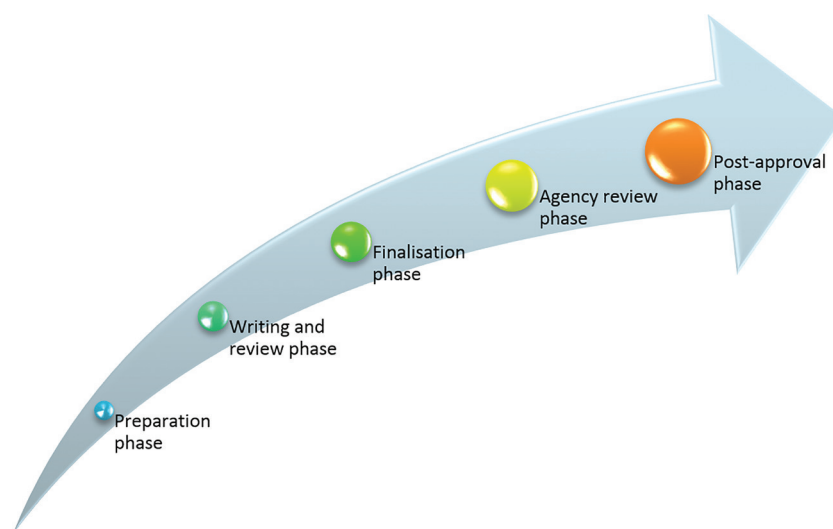 Preparation
phase
Writing and
review phase
Finalisation
phase
Agency review
phase
Post-approval
phase